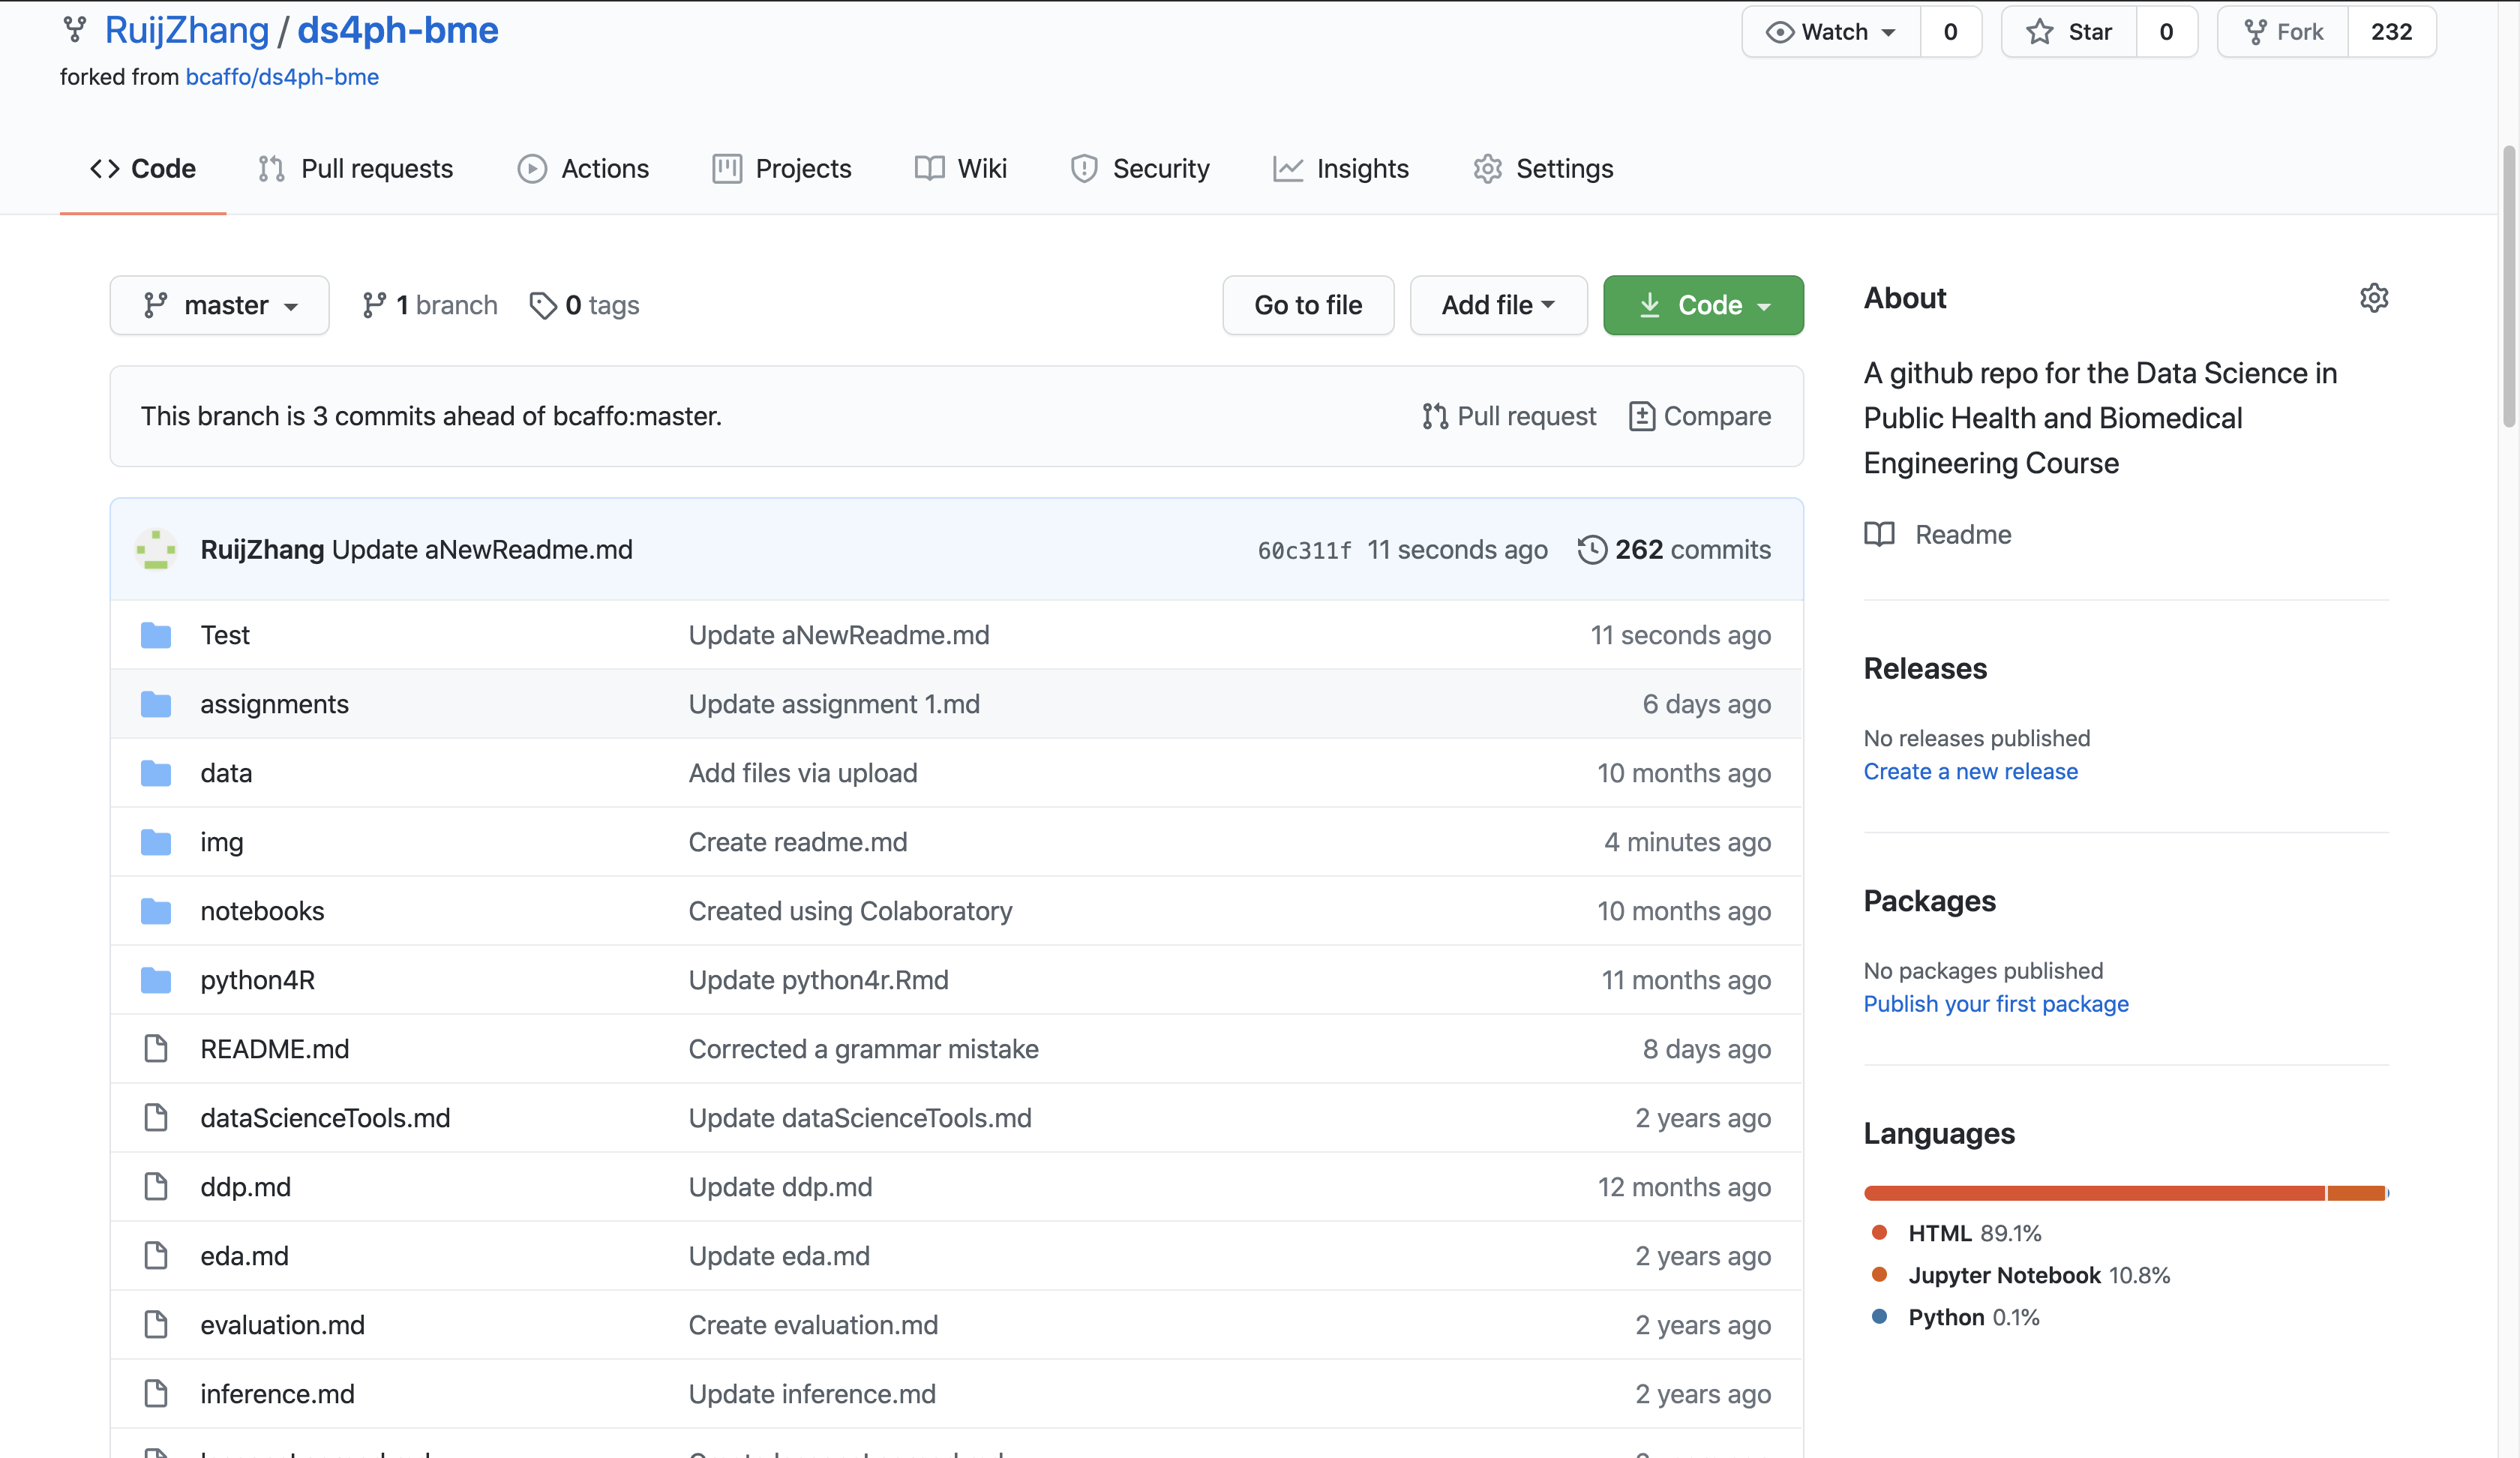 RuijZhang / ds4ph-bme
Watch 0 Star 0 Fork 232
forked from bcaffo/ds4ph-bme
Code Pull requests Actions Projects Wiki Security Insights Settings
master 1 branch 0 tags Go to file Add file Code
This branch is 3 commits ahead of bcaffo:master. Pull request Compare
RuijZhang Update aNewReadme.md 60c311f 11 seconds ago 262 commits
Test Update aNewReadme.md 11 seconds ago
assignments Update assignment 1.md 6 days ago
data Add files via upload 10 months ago
img Create readme.md 4 minutes ago
notebooks Created using Colaboratory 10 months ago
python4R Update python4r.Rmd 11 months ago
README.md Corrected a grammar mistake 8 days ago
dataScienceTools.md Update dataScienceTools.md 2 years ago
ddp.md Update ddp.md 12 months ago
eda.md Update eda.md 2 years ago
evaluation.md Create evaluation.md 2 years ago
inference.md Update inference.md 2 years ago
About
A github repo for the Data Science in
Public Health and Biomedical
Engineering Course
Readme
Releases
No releases published
Create a new release
Packages
No packages published
Publish your first package
Languages
HTML 89.1%
Jupyter Notebook 10.8%
Python 0.1%